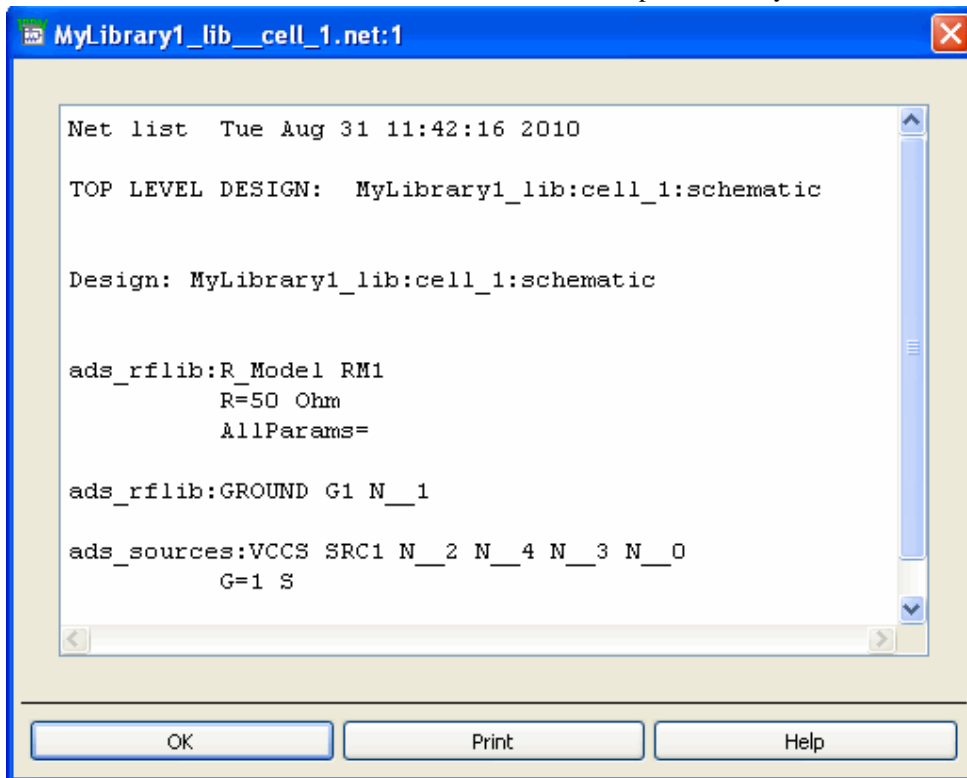 MyLibrary1_lib__cell_1.net:1
Net list  Tue Aug 31 11:42:16 2010
TOP LEVEL DESIGN:  MyLibrary1_lib:cell_1:schematic
Design: MyLibrary1_lib:cell_1:schematic
ads_rflib:R_Model RM1
R=50 Ohm
AllParams=
ads_rflib:GROUND G1 N__1
ads_sources:VCCS SRC1 N__2 N__4 N__3 N__0
G=1 S
OK Print Help